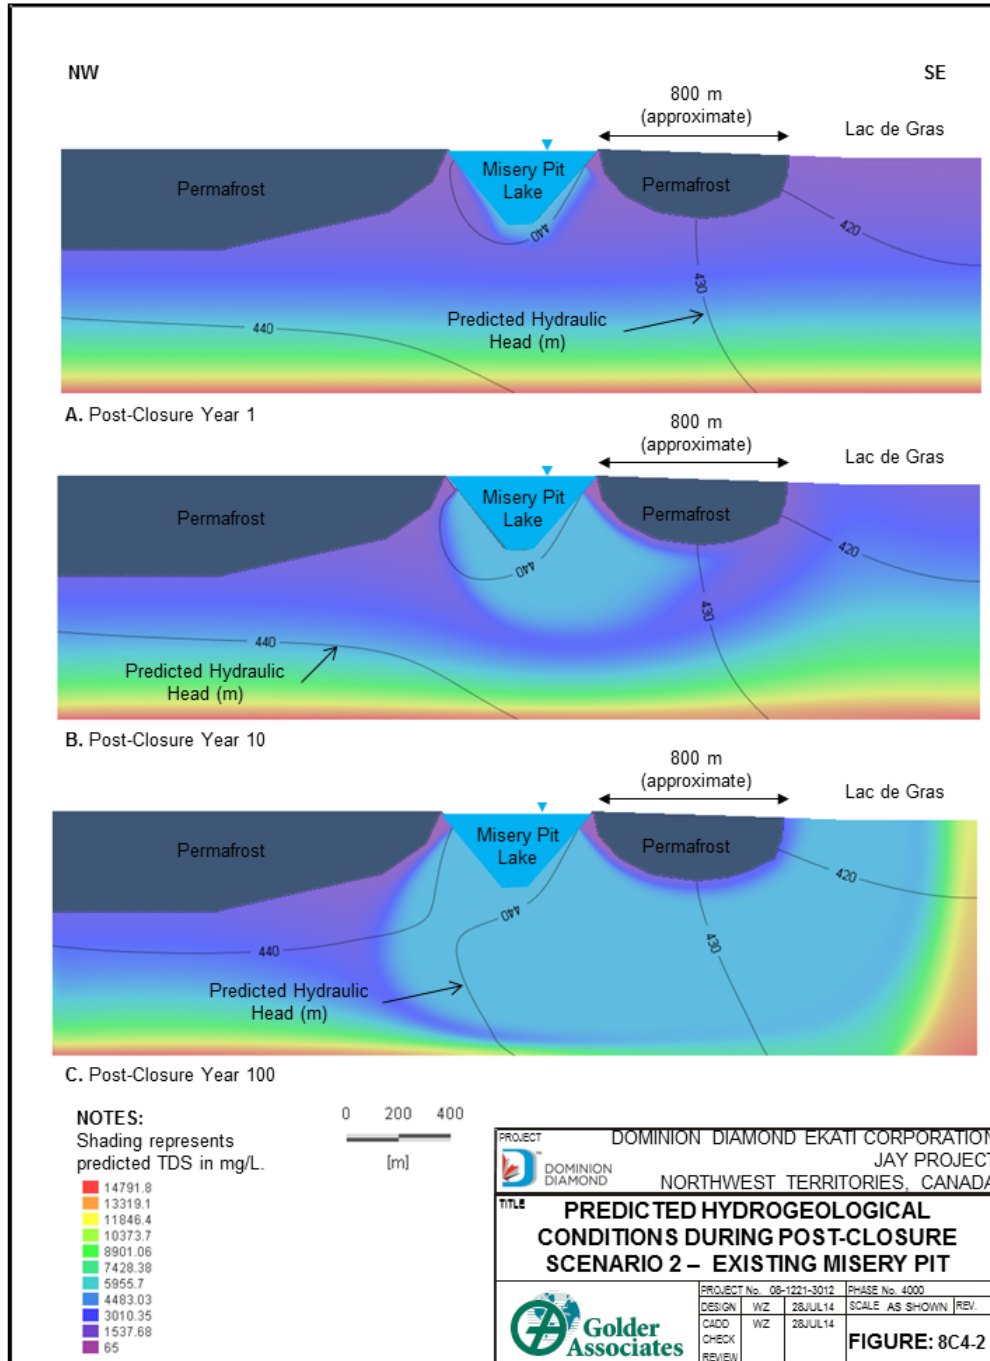 NW
SE
800 m
(approximate)
Lac de Gras
Permafrost
Misery Pit
Lake
Permafrost
440
420
430
Predicted Hydraulic
Head (m)
440
A. Post-Closure Year 1
800 m
(approximate)
Lac de Gras
Permafrost
Misery Pit
Lake
Permafrost
440
420
430
440
Predicted Hydraulic
Head (m)
B. Post-Closure Year 10
800 m
(approximate)
Lac de Gras
Permafrost
Misery Pit
Lake
Permafrost
420
440
430
440
Predicted Hydraulic
Head (m)
C. Post-Closure Year 100
NOTES:
Shading represents
predicted TDS in mg/L.
14791.8
13319.1
11846.4
10373.7
8901.06
7428.38
5955.7
4483.03
3010.35
1537.68
65
0 200 400
[m]
PROJECT
DOMINION DIAMOND EKATI CORPORATION
JAY PROJECT
NORTHWEST TERRITORIES, CANADA
DOMINION
DIAMOND
TITLE
PREDICTED HYDROGEOLOGICAL
CONDITIONS DURING POST-CLOSURE
SCENARIO 2 – EXISTING MISERY PIT
Golder
Associates
PROJECT No. 08-1221-3012 PHASE No. 4000
DESIGN WZ 28JUL14 SCALE AS SHOWN REV.
CADD WZ 28JUL14
CHECK
REVIEW
FIGURE: 8C4-2